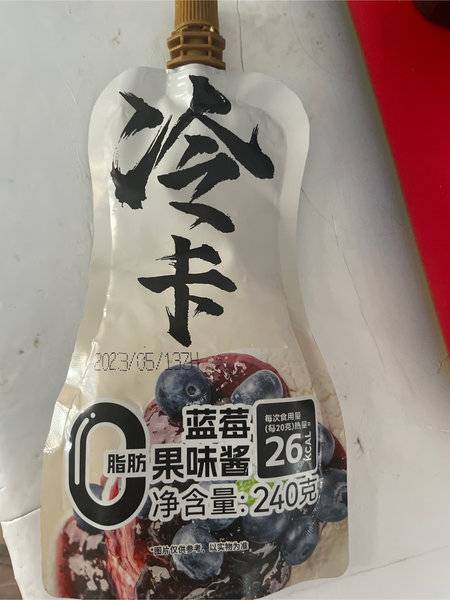 冷
卡
2023/05/13ZH
0
脂肪
蓝莓
果味酱
净含量:240克
每次食用量
(每20克)热量。
26
KCAL
*图片仅供参考，以实物为准